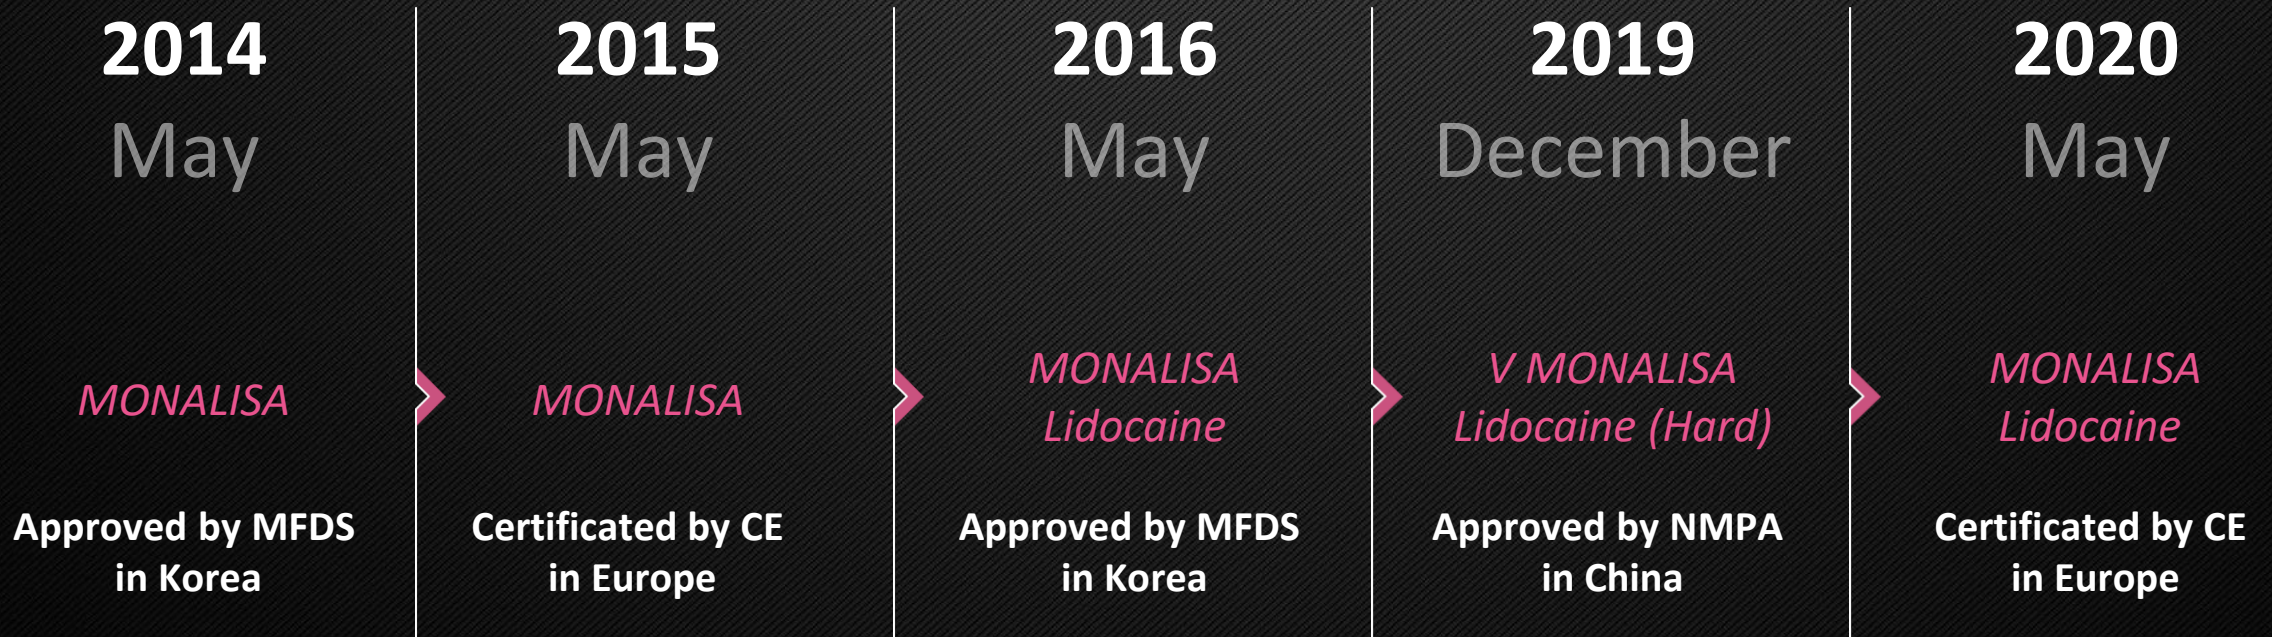 2014
May
MONALISA
Approved by MFDS
in Korea
2015
May
MONALISA
Certificated by CE
in Europe
2016
May
MONALISA
Lidocaine
Approved by MFDS
in Korea
2019
December
V MONALISA
Lidocaine (Hard)
Approved by NMPA
in China
2020
May
MONALISA
Lidocaine
Certificated by CE
in Europe